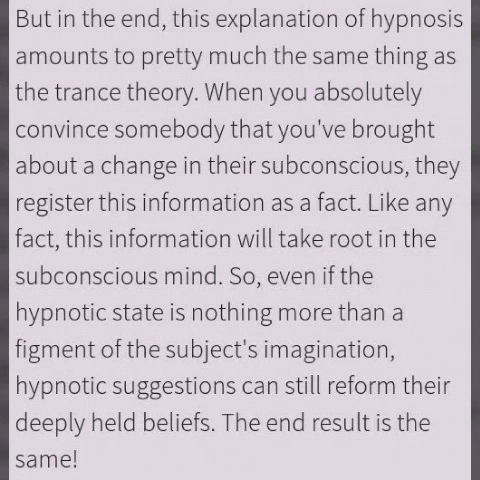 But in the end, this explanation of hypnosis
amounts to pretty much the same thing as
the trance theory. When you absolutely
convince somebody that you've brought
about a change in their subconscious, they
register this information as a fact. Like any
fact, this information will take root in the
subconscious mind. So, even if the
hypnotic state is nothing more than a
figment of the subject's imagination,
hypnotic suggestions can still reform their
deeply held beliefs. The end result is the
same!